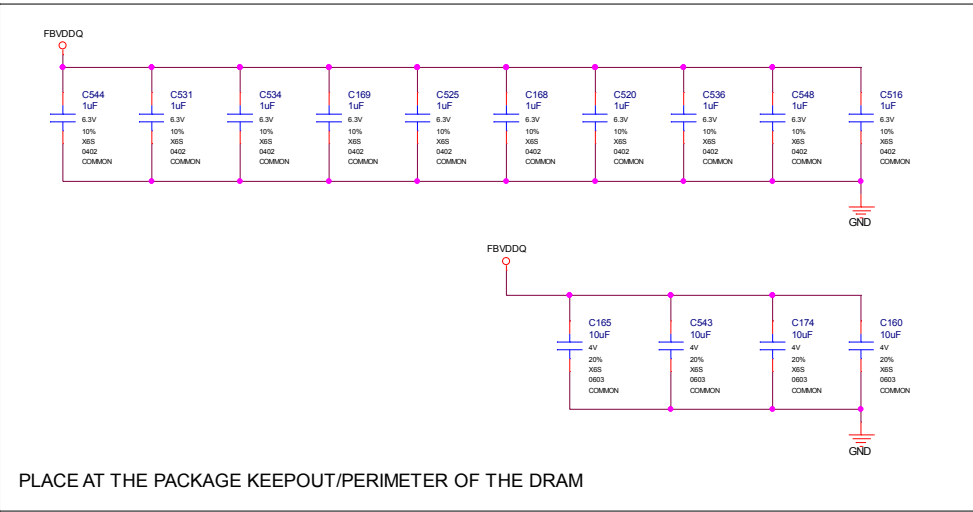 FBVDDQ
C544
1uF
6.3V
10%
X6S
0402
COMMON
C531
1uF
6.3V
10%
X6S
0402
COMMON
C534
1uF
6.3V
10%
X6S
0402
COMMON
C169
1uF
6.3V
10%
X6S
0402
COMMON
C525
1uF
6.3V
10%
X6S
0402
COMMON
C168
1uF
6.3V
10%
X6S
0402
COMMON
C520
1uF
6.3V
10%
X6S
0402
COMMON
C536
1uF
6.3V
10%
X6S
0402
COMMON
C548
1uF
6.3V
10%
X6S
0402
COMMON
C516
1uF
6.3V
10%
X6S
0402
COMMON
GND
FBVDDQ
C165
10uF
4V
20%
X6S
0603
COMMON
C543
10uF
4V
20%
X6S
0603
COMMON
C174
10uF
4V
20%
X6S
0603
COMMON
C160
10uF
4V
20%
X6S
0603
COMMON
GND
PLACE AT THE PACKAGE KEEPOUT/PERIMETER OF THE DRAM